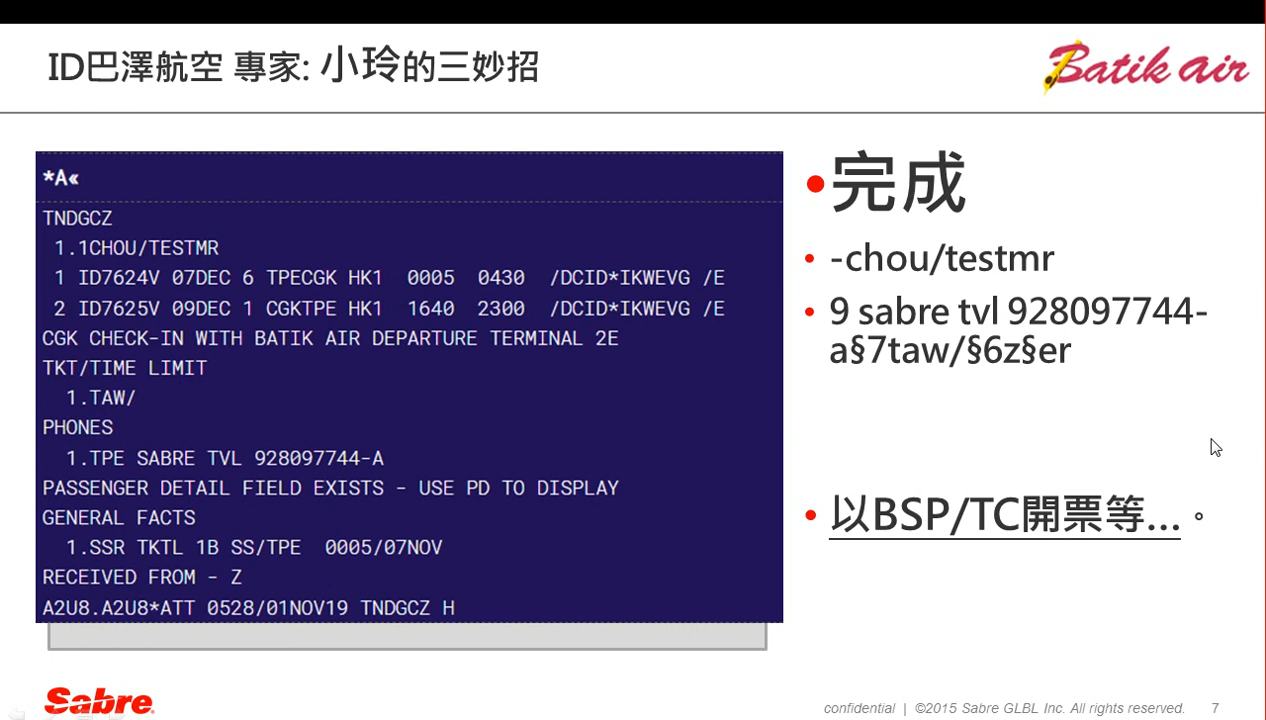 ID巴澤航空 專家: 小玲的三妙招
Batik air
*A«
TNDGCZ
1.1CHOU/TESTMR
1 ID7624V 07DEC 6 TPECGK HK1 0005 0430 /DCID*IKWEVG /E
2 ID7625V 09DEC 1 CGKTPE HK1 1640 2300 /DCID*IKWEVG /E
CGK CHECK-IN WITH BATIK AIR DEPARTURE TERMINAL 2E
TKT/TIME LIMIT
1.TAW/
PHONES
1.TPE SABRE TVL 928097744-A
PASSENGER DETAIL FIELD EXISTS - USE PD TO DISPLAY
GENERAL FACTS
1.SSR TKTL 1B SS/TPE 0005/07NOV
RECEIVED FROM - Z
A2U8.A2U8*ATT 0528/01NOV19 TNDGCZ H
•完成
• -chou/testmr
• 9 sabre tvl 928097744-
a§7taw/§6z§er
• 以BSP/TC開票等...。
Sabre
confidential | ©2015 Sabre GLBL Inc. All rights reserved. 7